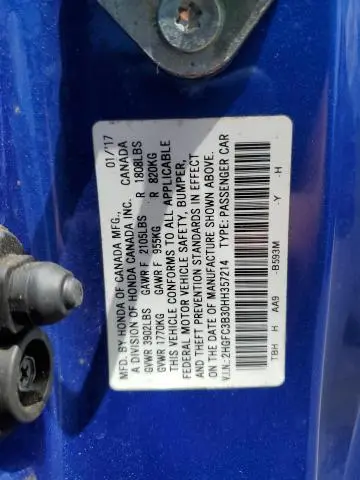 MFD. BY HONDA OF CANADA MFG., 01/'17
A DIVISION OF HONDA CANADA INC. CANADA
GVWR 3902LBS GAWR F 2105LBS R 1808LBS
GVWR 1770KG GAWR F 955KG R 820KG
THIS VEHICLE CONFORMS TO ALL APPLICABLE
FEDERAL MOTOR VEHICLE SAFETY, BUMPER,
AND THEFT PREVENTION STANDARDS IN EFFECT
ON THE DATE OF MANUFACTURE SHOWN ABOVE.
V.I.N.: 2HGFC3B30HH357214 TYPE: PASSENGER CAR
TBH H AA9 -B593M -Y -H